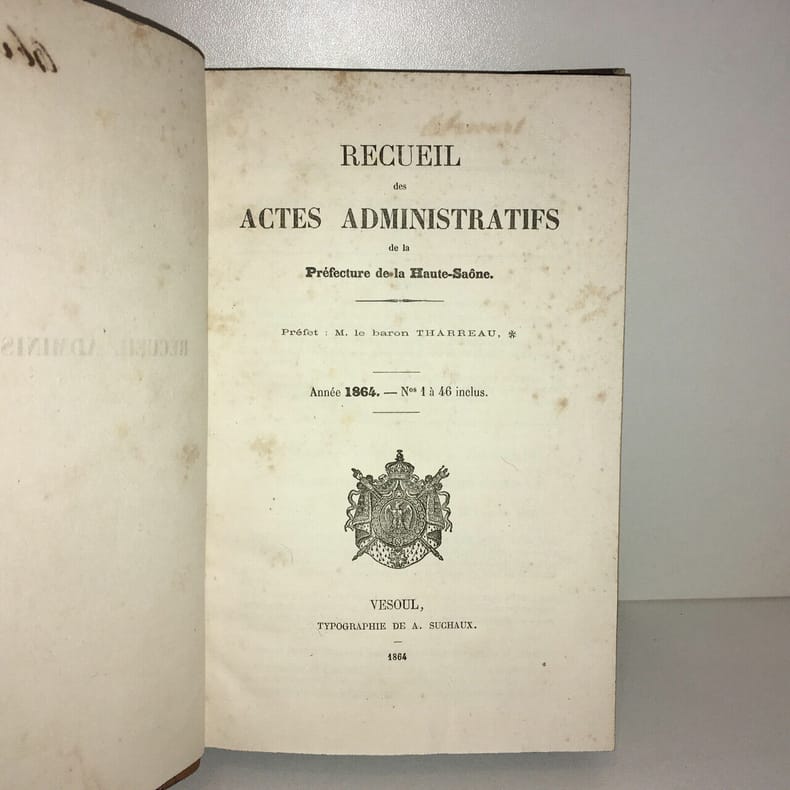 RECUEIL
des
ACTES ADMINISTRATIFS
de la
Préfecture de la Haute-Saône.
Préfet : M. le baron THARREAU, ✻
Année 1864. — Nos 1 à 46 inclus.
VESOUL,
TYPOGRAPHIE DE A. SUCHAUX.
1864